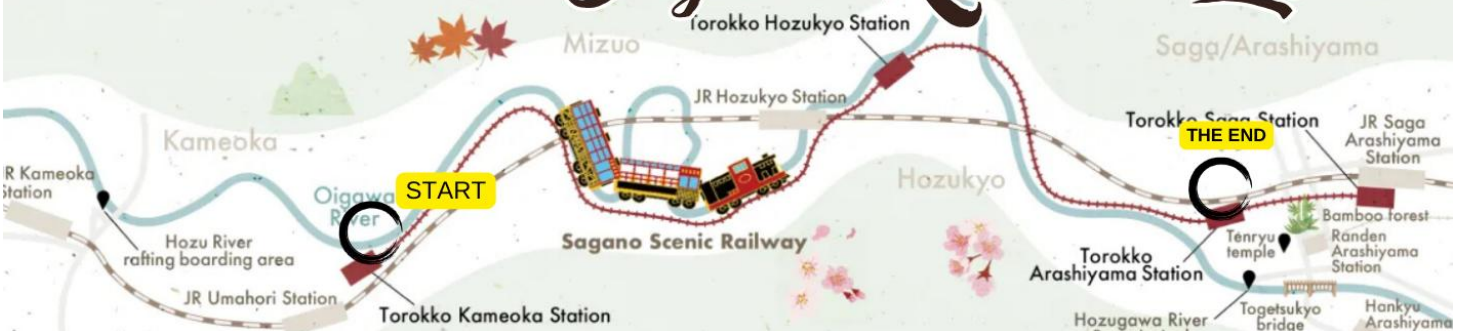 Torokko Hozukyo Station
Mizuo
Saga/Arashiyama
JR Hozukyo Station
Torokko Saga Station
THE END
JR Saga
Arashiyama
Station
Kameoka
R Kameoka
Station
Oigawa
River
START
Hozukyo
Hozu River
rafting boarding area
Sagano Scenic Railway
Bamboo forest
Tenryu
temple
Randen
Arashiyama
Station
Torokko
Arashiyama Station
JR Umahori Station
Torokko Kameoka Station
Hozugawa River
Togetsukyo
bridge
Hankyu
Arashiyama